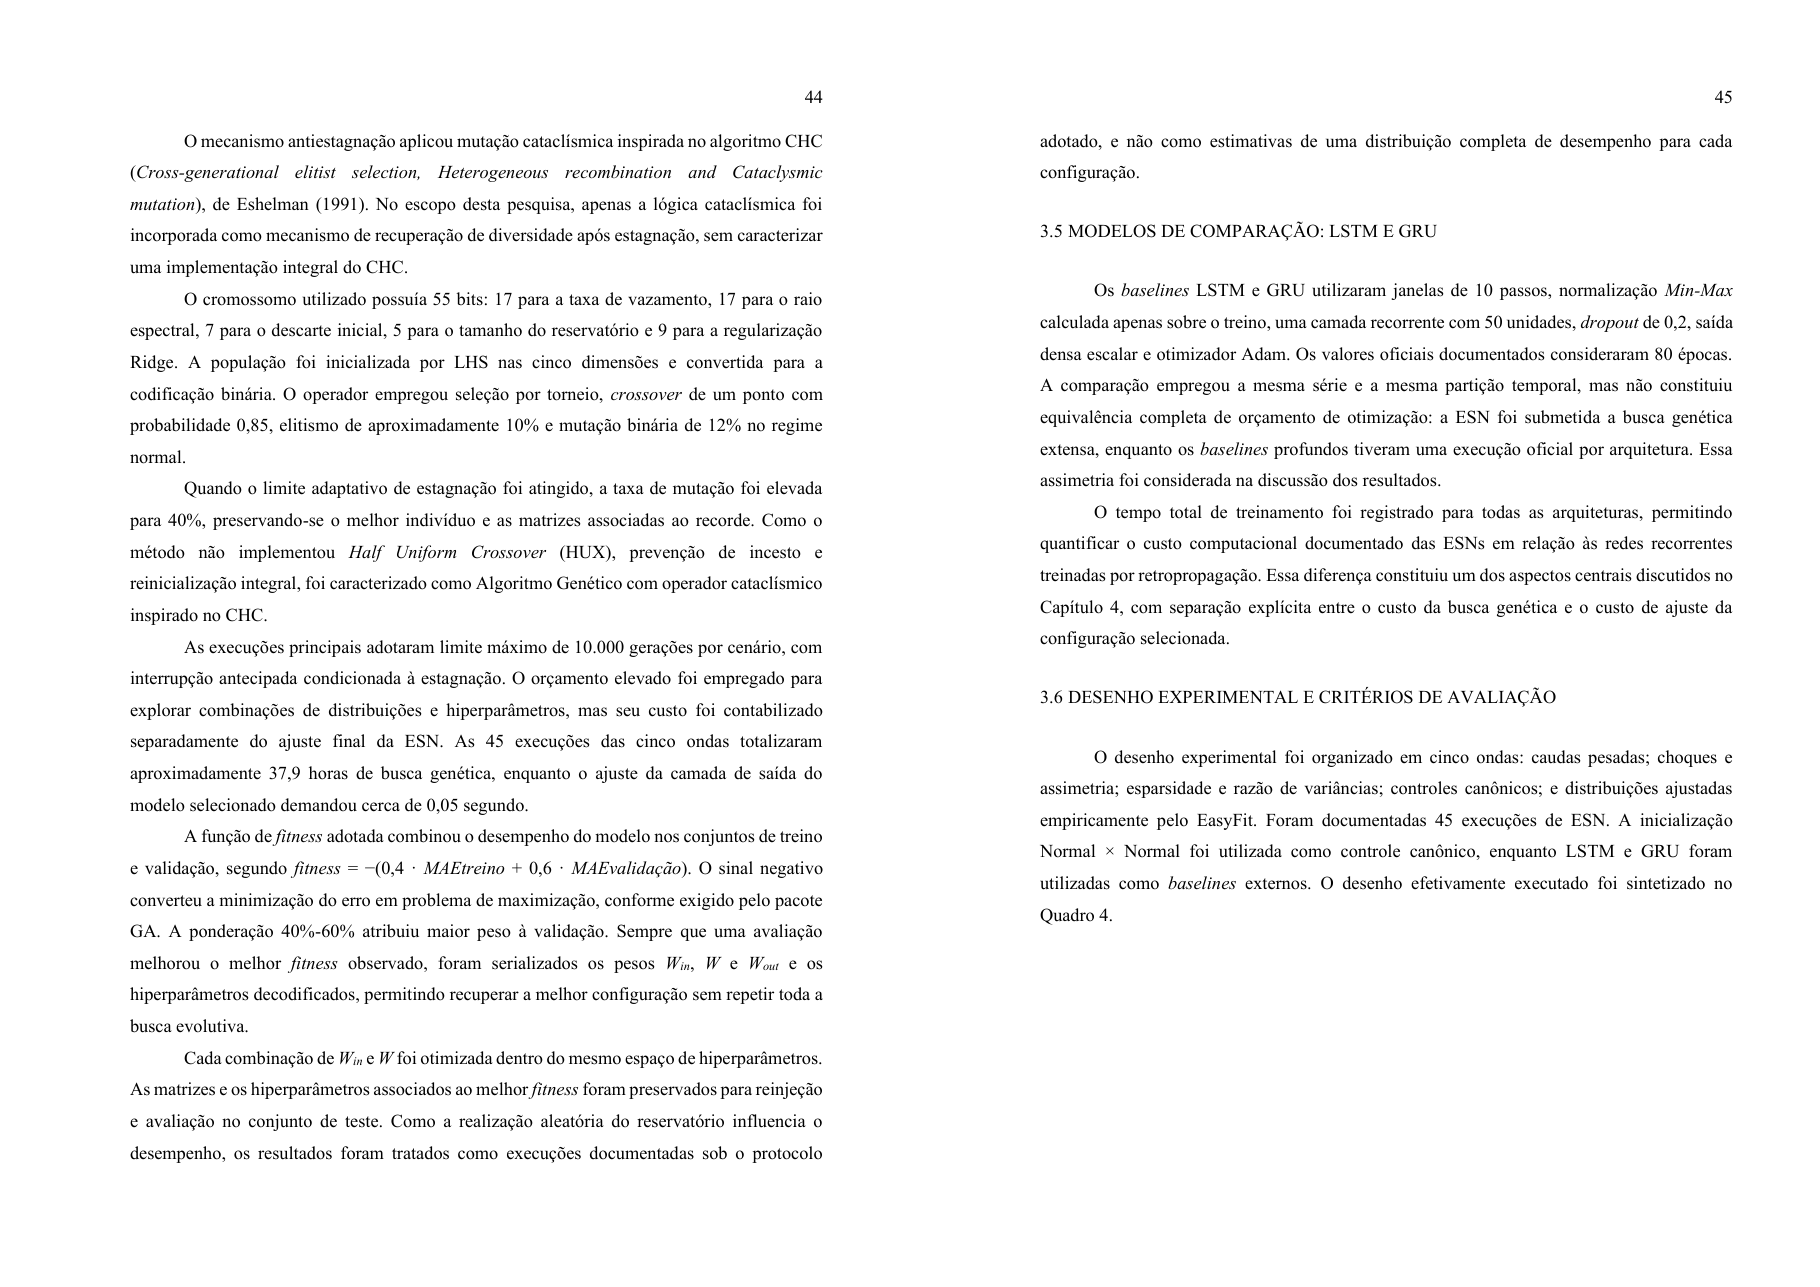 44
O mecanismo antiestagnação aplicou mutação cataclísmica inspirada no algoritmo CHC
(Cross-generational elitist selection, Heterogeneous recombination and Cataclysmic
mutation), de Eshelman (1991). No escopo desta pesquisa, apenas a lógica cataclísmica foi
incorporada como mecanismo de recuperação de diversidade após estagnação, sem caracterizar
uma implementação integral do CHC.
O cromossomo utilizado possuía 55 bits: 17 para a taxa de vazamento, 17 para o raio
espectral, 7 para o descarte inicial, 5 para o tamanho do reservatório e 9 para a regularização
Ridge. A população foi inicializada por LHS nas cinco dimensões e convertida para a
codificação binária. O operador empregou seleção por torneio, crossover de um ponto com
probabilidade 0,85, elitismo de aproximadamente 10% e mutação binária de 12% no regime
normal.
Quando o limite adaptativo de estagnação foi atingido, a taxa de mutação foi elevada
para 40%, preservando-se o melhor indivíduo e as matrizes associadas ao recorde. Como o
método não implementou Half Uniform Crossover (HUX), prevenção de incesto e
reinicialização integral, foi caracterizado como Algoritmo Genético com operador cataclísmico
inspirado no CHC.
As execuções principais adotaram limite máximo de 10.000 gerações por cenário, com
interrupção antecipada condicionada à estagnação. O orçamento elevado foi empregado para
explorar combinações de distribuições e hiperparâmetros, mas seu custo foi contabilizado
separadamente do ajuste final da ESN. As 45 execuções das cinco ondas totalizaram
aproximadamente 37,9 horas de busca genética, enquanto o ajuste da camada de saída do
modelo selecionado demandou cerca de 0,05 segundo.
A função de fitness adotada combinou o desempenho do modelo nos conjuntos de treino
e validação, segundo fitness = −(0,4 · MAEtreino + 0,6 · MAEvalidação). O sinal negativo
converteu a minimização do erro em problema de maximização, conforme exigido pelo pacote
GA. A ponderação 40%-60% atribuiu maior peso à validação. Sempre que uma avaliação
melhorou o melhor fitness observado, foram serializados os pesos Win, W e Wout e os
hiperparâmetros decodificados, permitindo recuperar a melhor configuração sem repetir toda a
busca evolutiva.
Cada combinação de Win e W foi otimizada dentro do mesmo espaço de hiperparâmetros.
As matrizes e os hiperparâmetros associados ao melhor fitness foram preservados para reinjeção
e avaliação no conjunto de teste. Como a realização aleatória do reservatório influencia o
desempenho, os resultados foram tratados como execuções documentadas sob o protocolo
45
adotado, e não como estimativas de uma distribuição completa de desempenho para cada
configuração.
3.5 MODELOS DE COMPARAÇÃO: LSTM E GRU
Os baselines LSTM e GRU utilizaram janelas de 10 passos, normalização Min-Max
calculada apenas sobre o treino, uma camada recorrente com 50 unidades, dropout de 0,2, saída
densa escalar e otimizador Adam. Os valores oficiais documentados consideraram 80 épocas.
A comparação empregou a mesma série e a mesma partição temporal, mas não constituiu
equivalência completa de orçamento de otimização: a ESN foi submetida a busca genética
extensa, enquanto os baselines profundos tiveram uma execução oficial por arquitetura. Essa
assimetria foi considerada na discussão dos resultados.
O tempo total de treinamento foi registrado para todas as arquiteturas, permitindo
quantificar o custo computacional documentado das ESNs em relação às redes recorrentes
treinadas por retropropagação. Essa diferença constituiu um dos aspectos centrais discutidos no
Capítulo 4, com separação explícita entre o custo da busca genética e o custo de ajuste da
configuração selecionada.
3.6 DESENHO EXPERIMENTAL E CRITÉRIOS DE AVALIAÇÃO
O desenho experimental foi organizado em cinco ondas: caudas pesadas; choques e
assimetria; esparsidade e razão de variâncias; controles canônicos; e distribuições ajustadas
empiricamente pelo EasyFit. Foram documentadas 45 execuções de ESN. A inicialização
Normal × Normal foi utilizada como controle canônico, enquanto LSTM e GRU foram
utilizadas como baselines externos. O desenho efetivamente executado foi sintetizado no
Quadro 4.